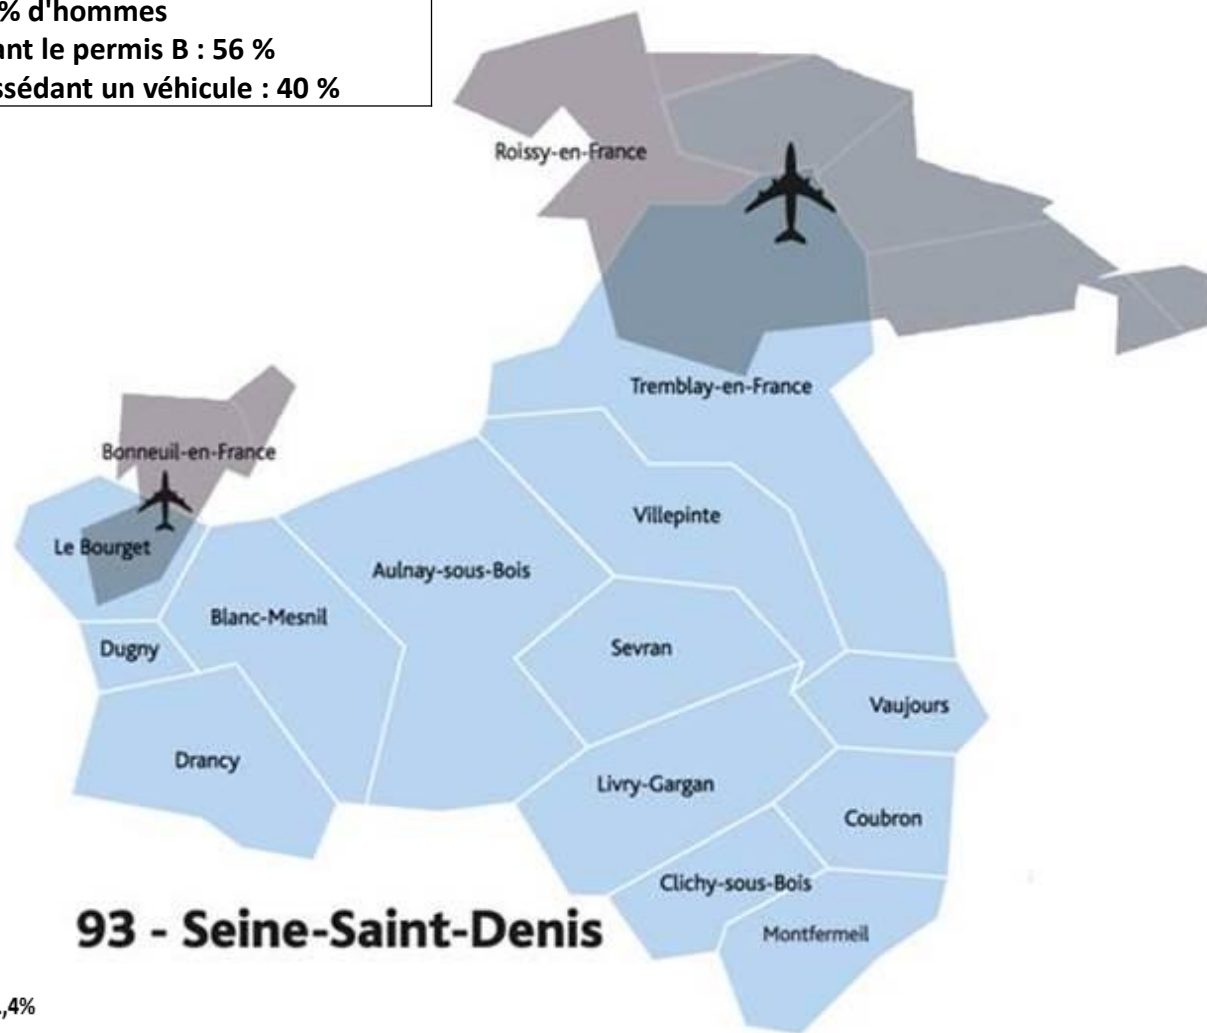 % d'hommes
ant le permis B : 56 %
ssédant un véhicule : 40 %
Roissy-en-France
Tremblay-en-France
Bonneuil-en-France
Villepinte
Le Bourget
Aulnay-sous-Bois
Blanc-Mesnil
Dugny
Sevran
Vaujours
Drancy
Livry-Gargan
Coubron
Clichy-sous-Bois
93 - Seine-Saint-Denis
Montfermeil
,4%